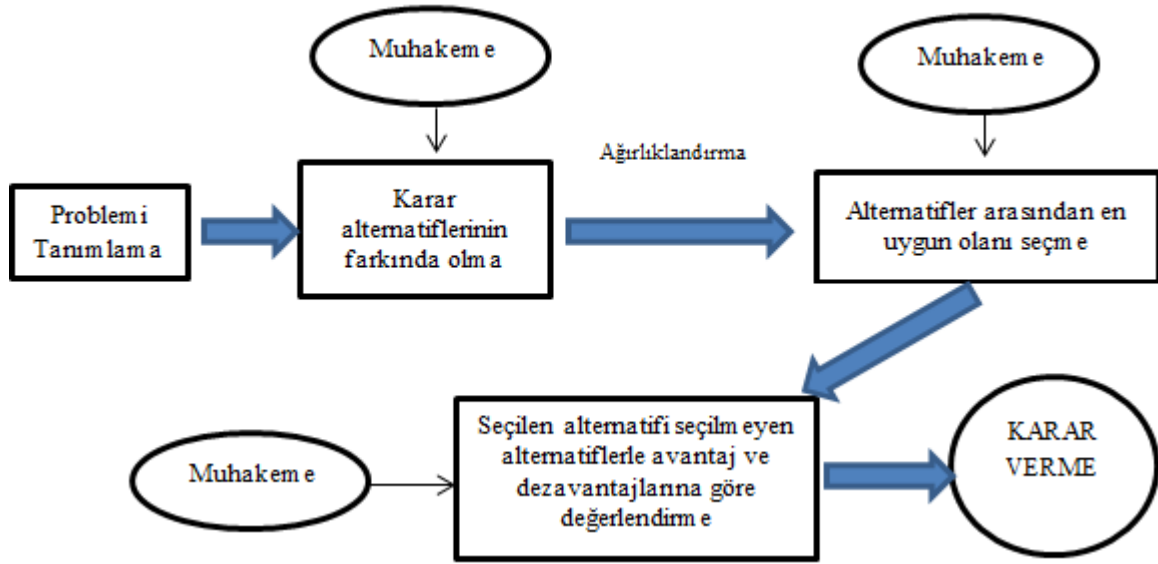 Muhakeme
Muhakeme
Ağırlıklandırma
Problemi
Tanımlama
Karar
alternatiflerinin
farkında olma
Alternatifler arasından en
uygun olanı seçme
Muhakeme
Seçilen alternatifi seçilmeyen
alternatiflerle avantaj ve
dezavantajlarına göre
değerlendirme
KARAR
VERME